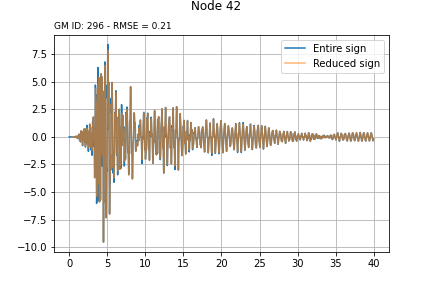 Node 42
GM ID: 296 - RMSE = 0.21
Entire sign
Reduced sign
7.5
5.0
2.5
0.0
−2.5
−5.0
−7.5
−10.0
0 5 10 15 20 25 30 35 40